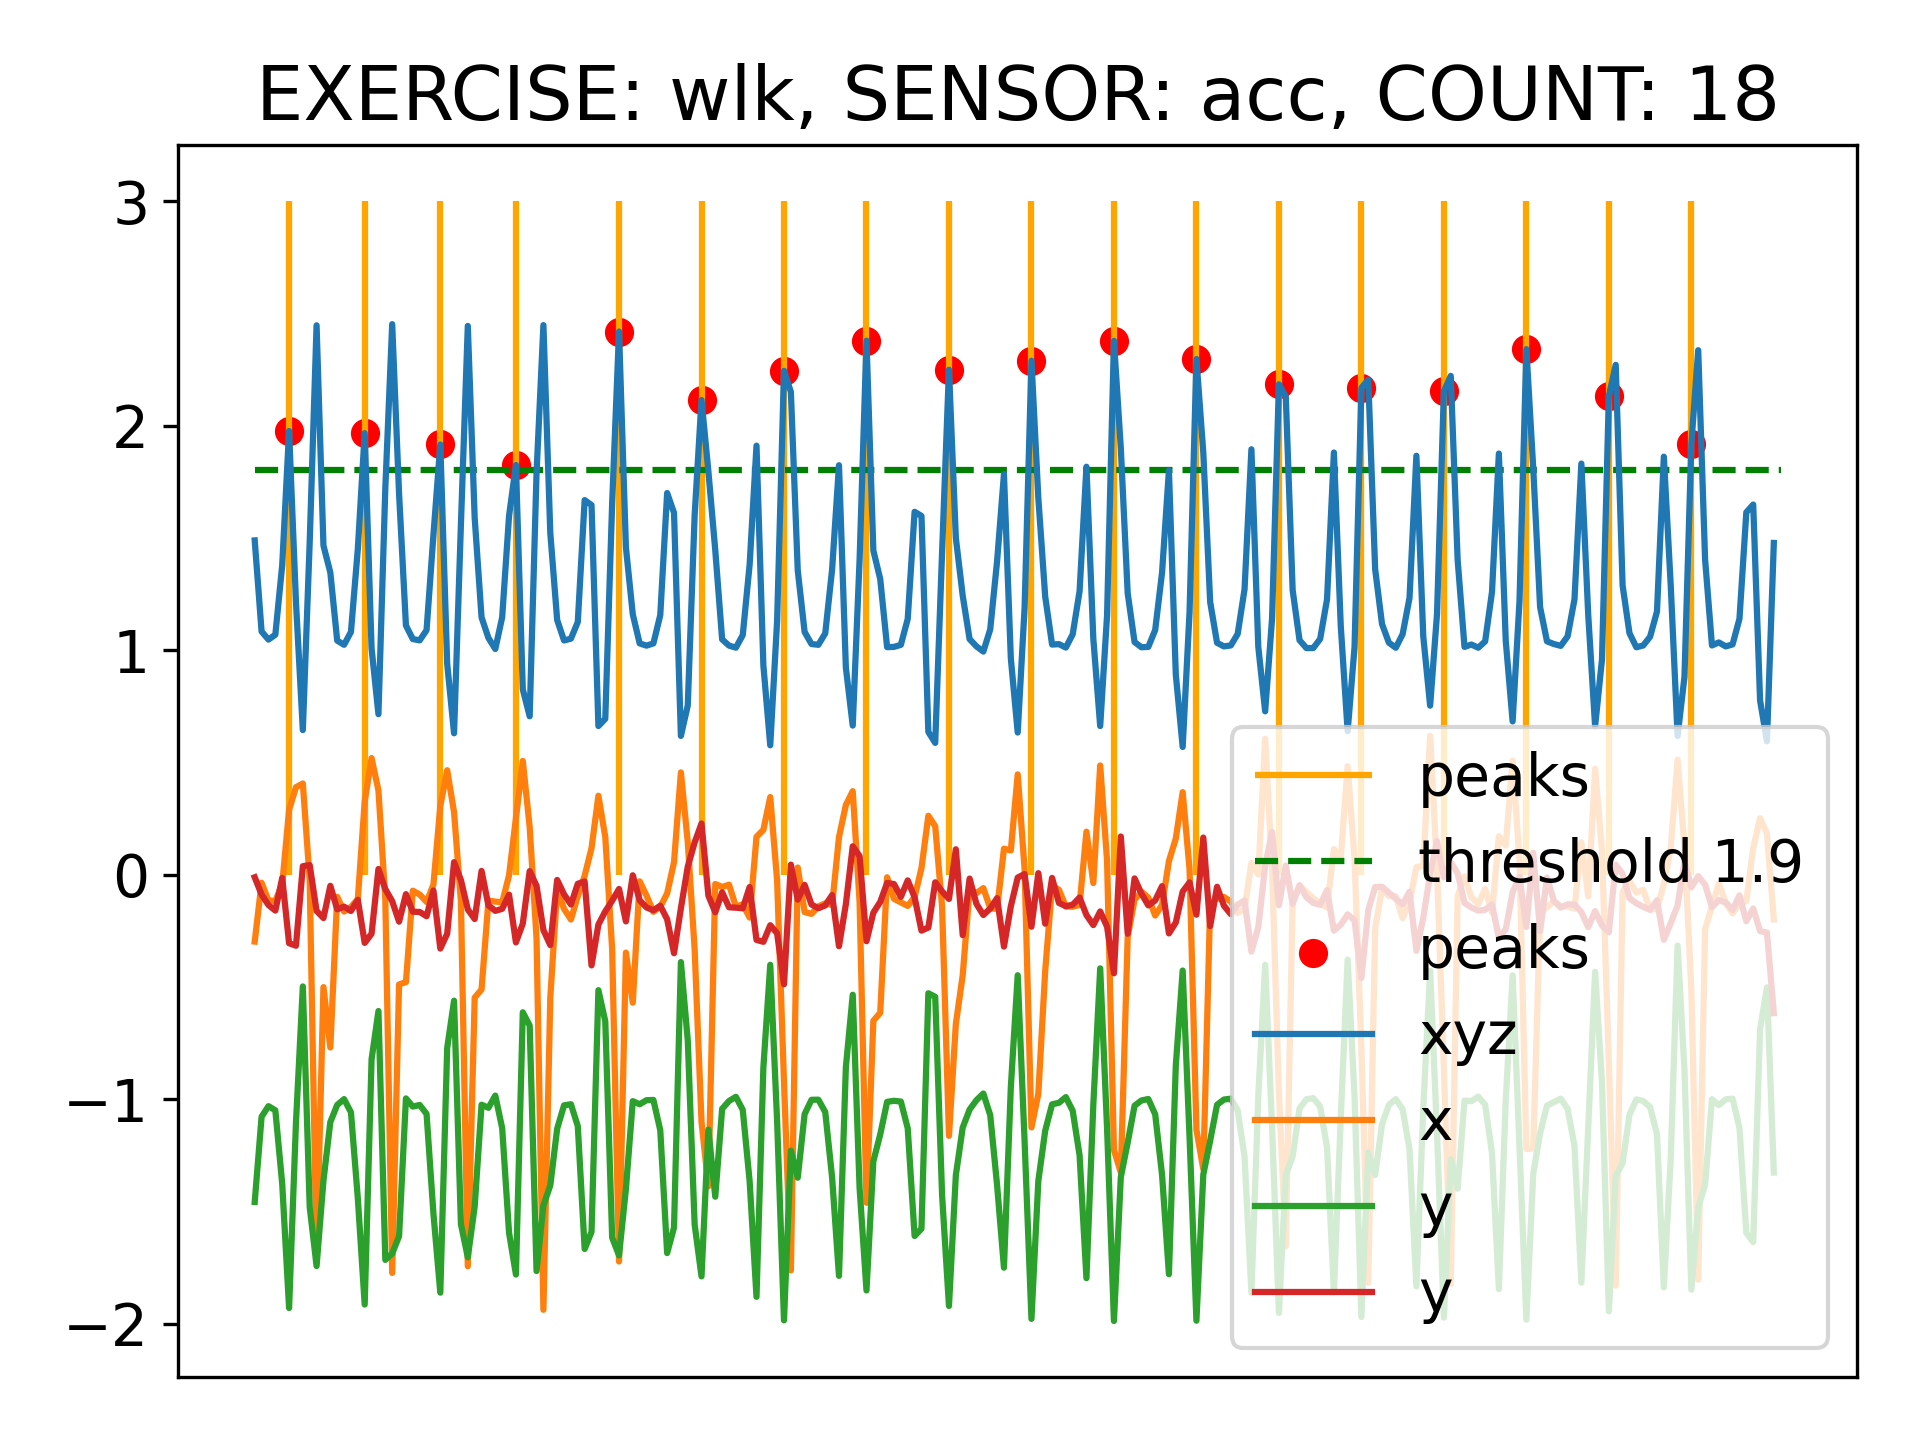 EXERCISE: wlk, SENSOR: acc, COUNT: 18
3
2
1
0
−1
−2
peaks
threshold 1.9
peaks
xyz
x
y
y